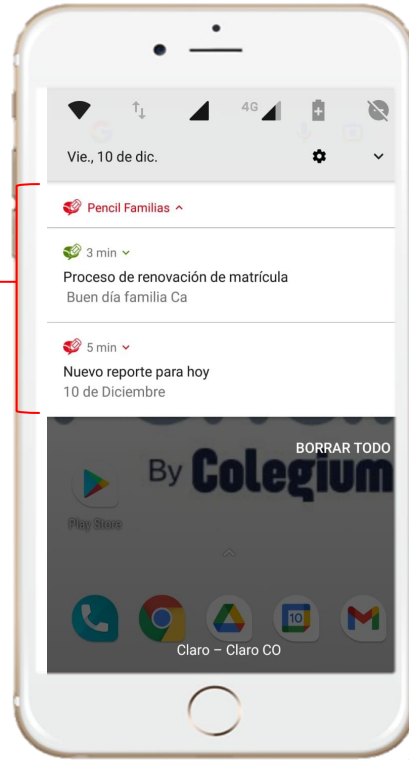 4G
Vie., 10 de dic.
Pencil Familias
3 min
Proceso de renovación de matrícula
Buen día familia Ca
5 min
Nuevo reporte para hoy
10 de Diciembre
BORRAR TODO
By Colegium
Play Store
10
Claro – Claro CO